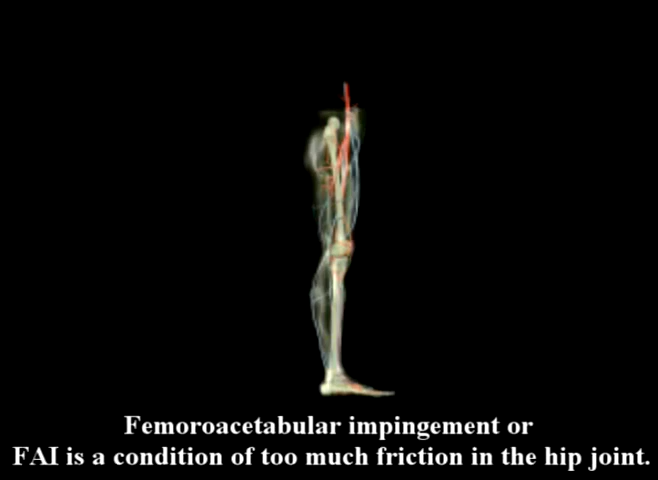 Femoroacetabular impingement or
FAI is a condition of too much friction in the hip joint.